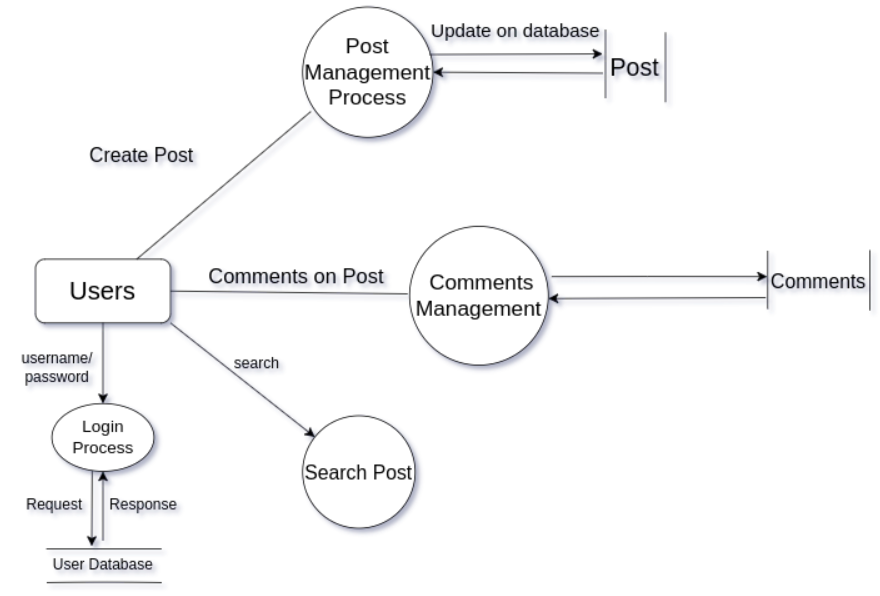 Update on database
Post
Management
Process
Post
Create Post
Users
Comments on Post
Comments
Management
Comments
username/
password
search
Login
Process
Search Post
Request
Response
User Database